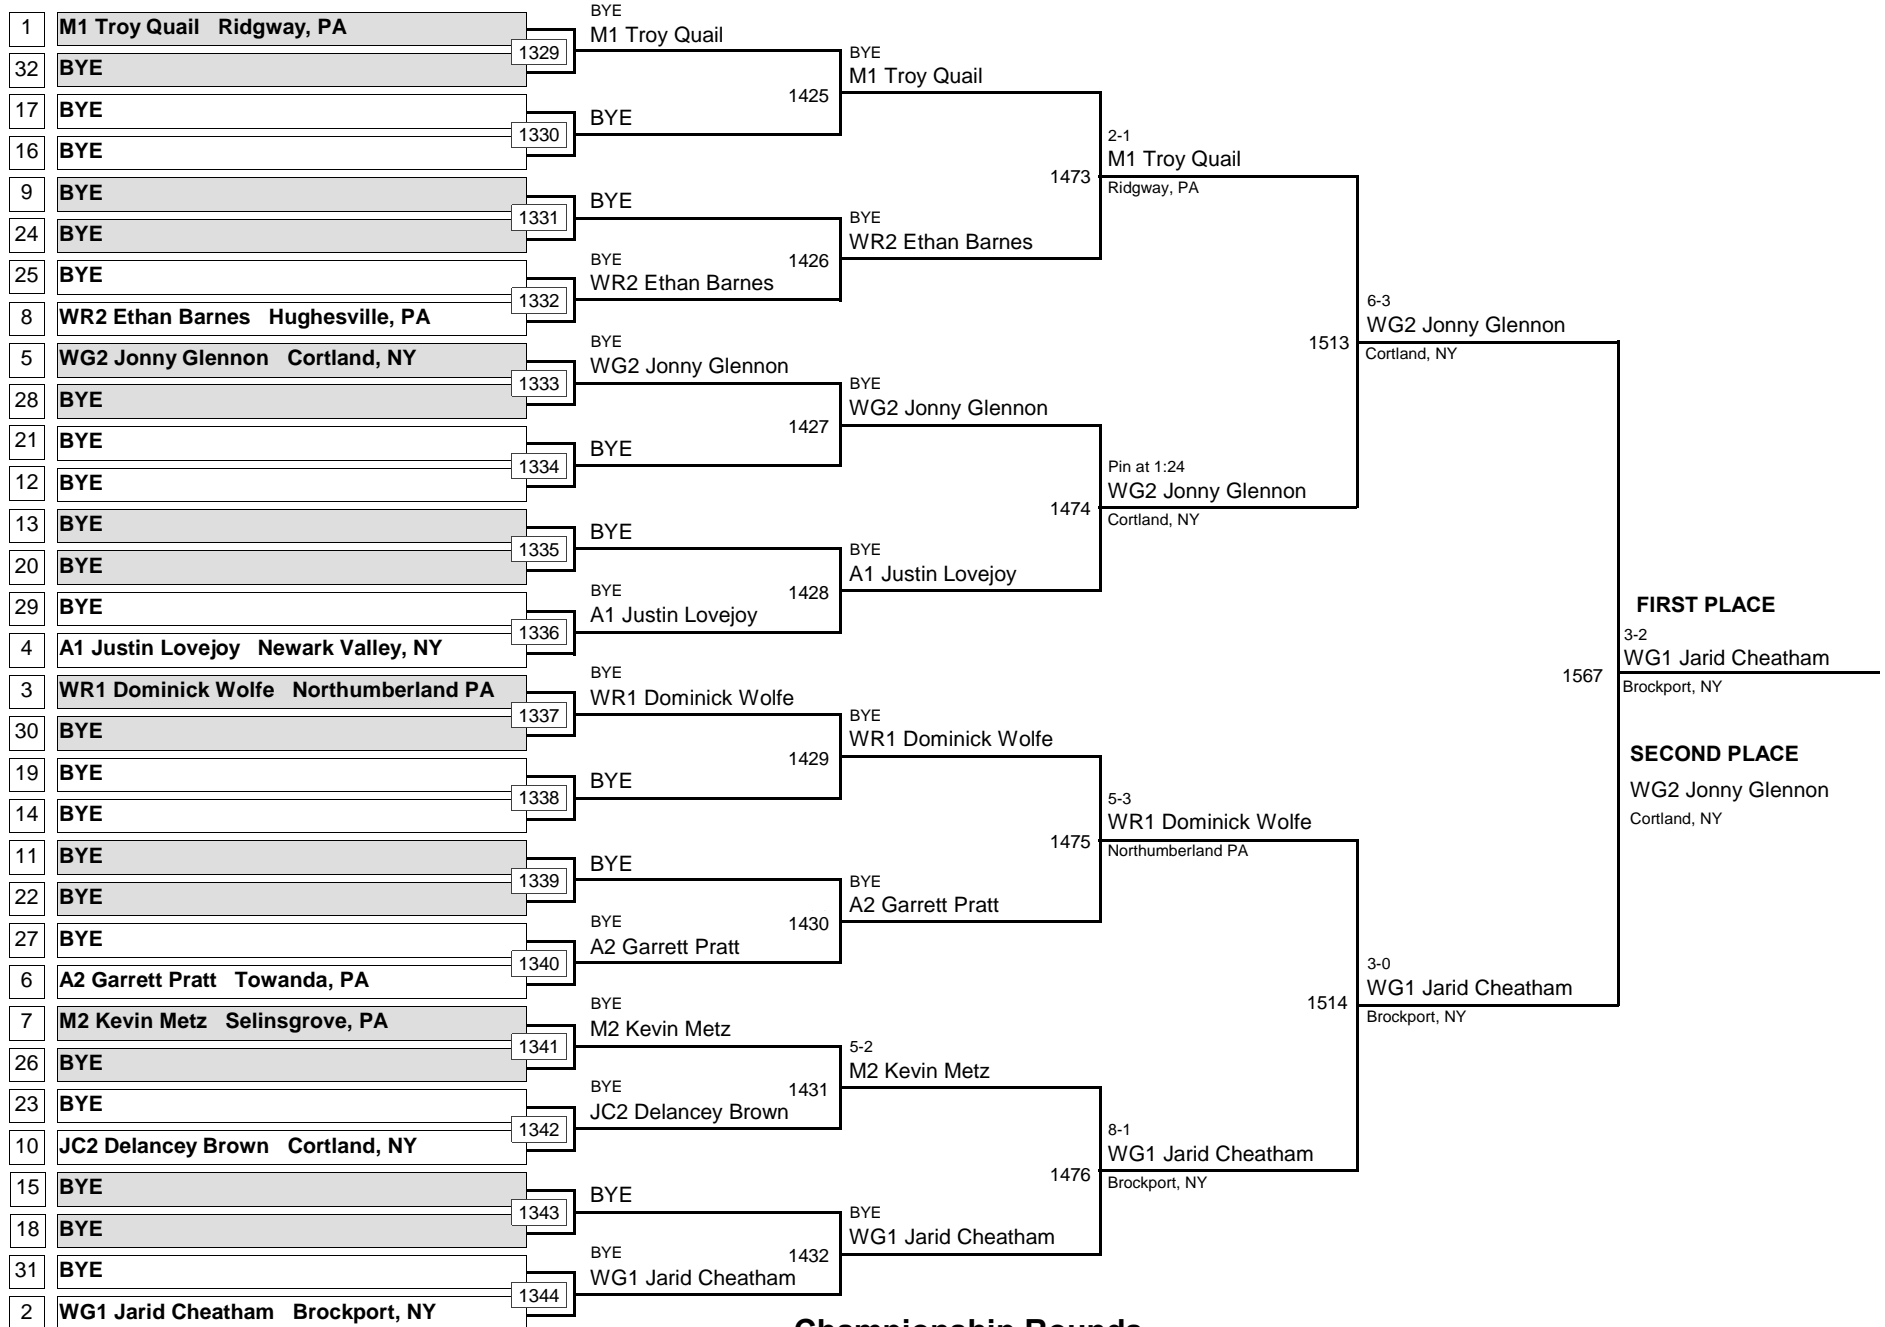 1 M1 Troy Quail Ridgway, PA
32 BYE
17 BYE
16 BYE
9 BYE
24 BYE
25 BYE
8 WR2 Ethan Barnes Hughesville, PA
5 WG2 Jonny Glennon Cortland, NY
28 BYE
21 BYE
12 BYE
13 BYE
20 BYE
29 BYE
4 A1 Justin Lovejoy Newark Valley, NY
3 WR1 Dominick Wolfe Northumberland PA
30 BYE
19 BYE
14 BYE
11 BYE
22 BYE
27 BYE
6 A2 Garrett Pratt Towanda, PA
7 M2 Kevin Metz Selinsgrove, PA
26 BYE
23 BYE
10 JC2 Delancey Brown Cortland, NY
15 BYE
18 BYE
31 BYE
2 WG1 Jarid Cheatham Brockport, NY
1329
1330
1331
1332
1333
1334
1335
1336
1337
1338
1339
1340
1341
1342
1343
1344
BYE
M1 Troy Quail
BYE
BYE
BYE
WR2 Ethan Barnes
BYE
WG2 Jonny Glennon
BYE
BYE
BYE
A1 Justin Lovejoy
BYE
WR1 Dominick Wolfe
BYE
BYE
BYE
A2 Garrett Pratt
BYE
M2 Kevin Metz
BYE
JC2 Delancey Brown
BYE
BYE
WG1 Jarid Cheatham
1425
1426
1427
1428
1429
1430
1431
1432
BYE
M1 Troy Quail
BYE
WR2 Ethan Barnes
BYE
WG2 Jonny Glennon
BYE
A1 Justin Lovejoy
BYE
WR1 Dominick Wolfe
BYE
A2 Garrett Pratt
5-2
M2 Kevin Metz
BYE
WG1 Jarid Cheatham
1473
1474
1475
1476
2-1
M1 Troy Quail
Ridgway, PA
Pin at 1:24
WG2 Jonny Glennon
Cortland, NY
5-3
WR1 Dominick Wolfe
Northumberland PA
8-1
WG1 Jarid Cheatham
Brockport, NY
1513
1514
6-3
WG2 Jonny Glennon
Cortland, NY
3-0
WG1 Jarid Cheatham
Brockport, NY
1567
FIRST PLACE
3-2
WG1 Jarid Cheatham
Brockport, NY
SECOND PLACE
WG2 Jonny Glennon
Cortland, NY
Championship Rounds